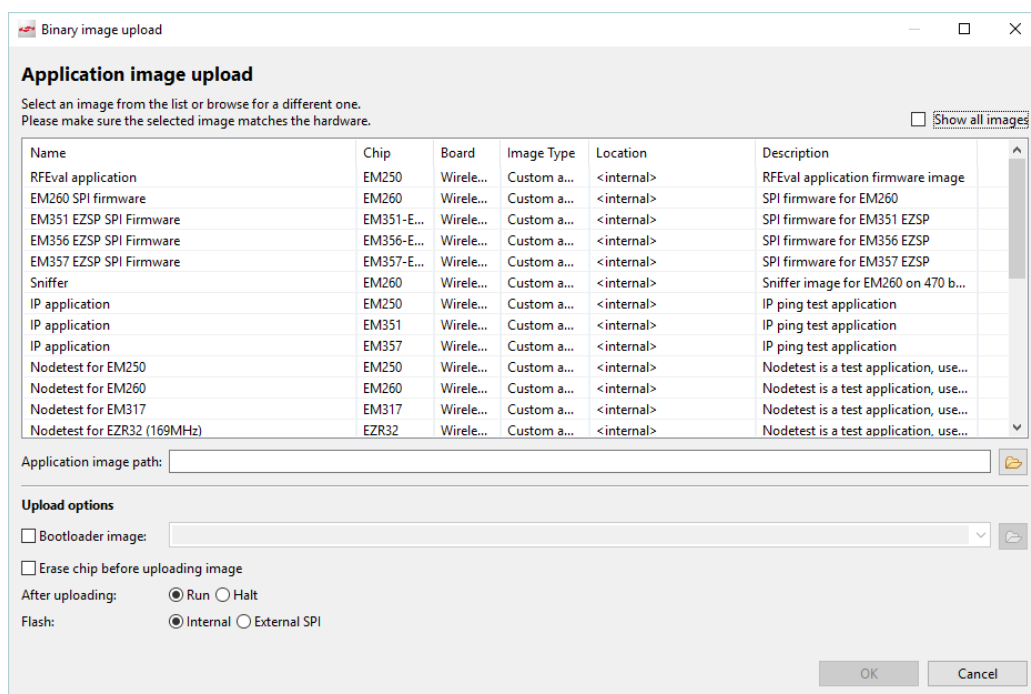 Binary image upload
Application image upload
Select an image from the list or browse for a different one.
Please make sure the selected image matches the hardware.
Show all images
Name Chip Board Image Type Location Description
RFEval application EM250 Wirele... Custom a... <internal> RFEval application firmware image
EM260 SPI firmware EM260 Wirele... Custom a... <internal> SPI firmware for EM260
EM351 EZSP SPI Firmware EM351-E... Wirele... Custom a... <internal> SPI firmware for EM351 EZSP
EM356 EZSP SPI Firmware EM356-E... Wirele... Custom a... <internal> SPI firmware for EM356 EZSP
EM357 EZSP SPI Firmware EM357-E... Wirele... Custom a... <internal> SPI firmware for EM357 EZSP
Sniffer EM260 Wirele... Custom a... <internal> Sniffer image for EM260 on 470 b...
IP application EM250 Wirele... Custom a... <internal> IP ping test application
IP application EM351 Wirele... Custom a... <internal> IP ping test application
IP application EM357 Wirele... Custom a... <internal> IP ping test application
Nodetest for EM250 EM250 Wirele... Custom a... <internal> Nodetest is a test application, use...
Nodetest for EM260 EM260 Wirele... Custom a... <internal> Nodetest is a test application, use...
Nodetest for EM317 EM317 Wirele... Custom a... <internal> Nodetest is a test application, use...
Nodetest for EZR32 (169MHz) EZR32 Wirele... Custom a... <internal> Nodetest is a test application, use...
Application image path:
Upload options
Bootloader image:
Erase chip before uploading image
After uploading: Run Halt
Flash: Internal External SPI
OK Cancel